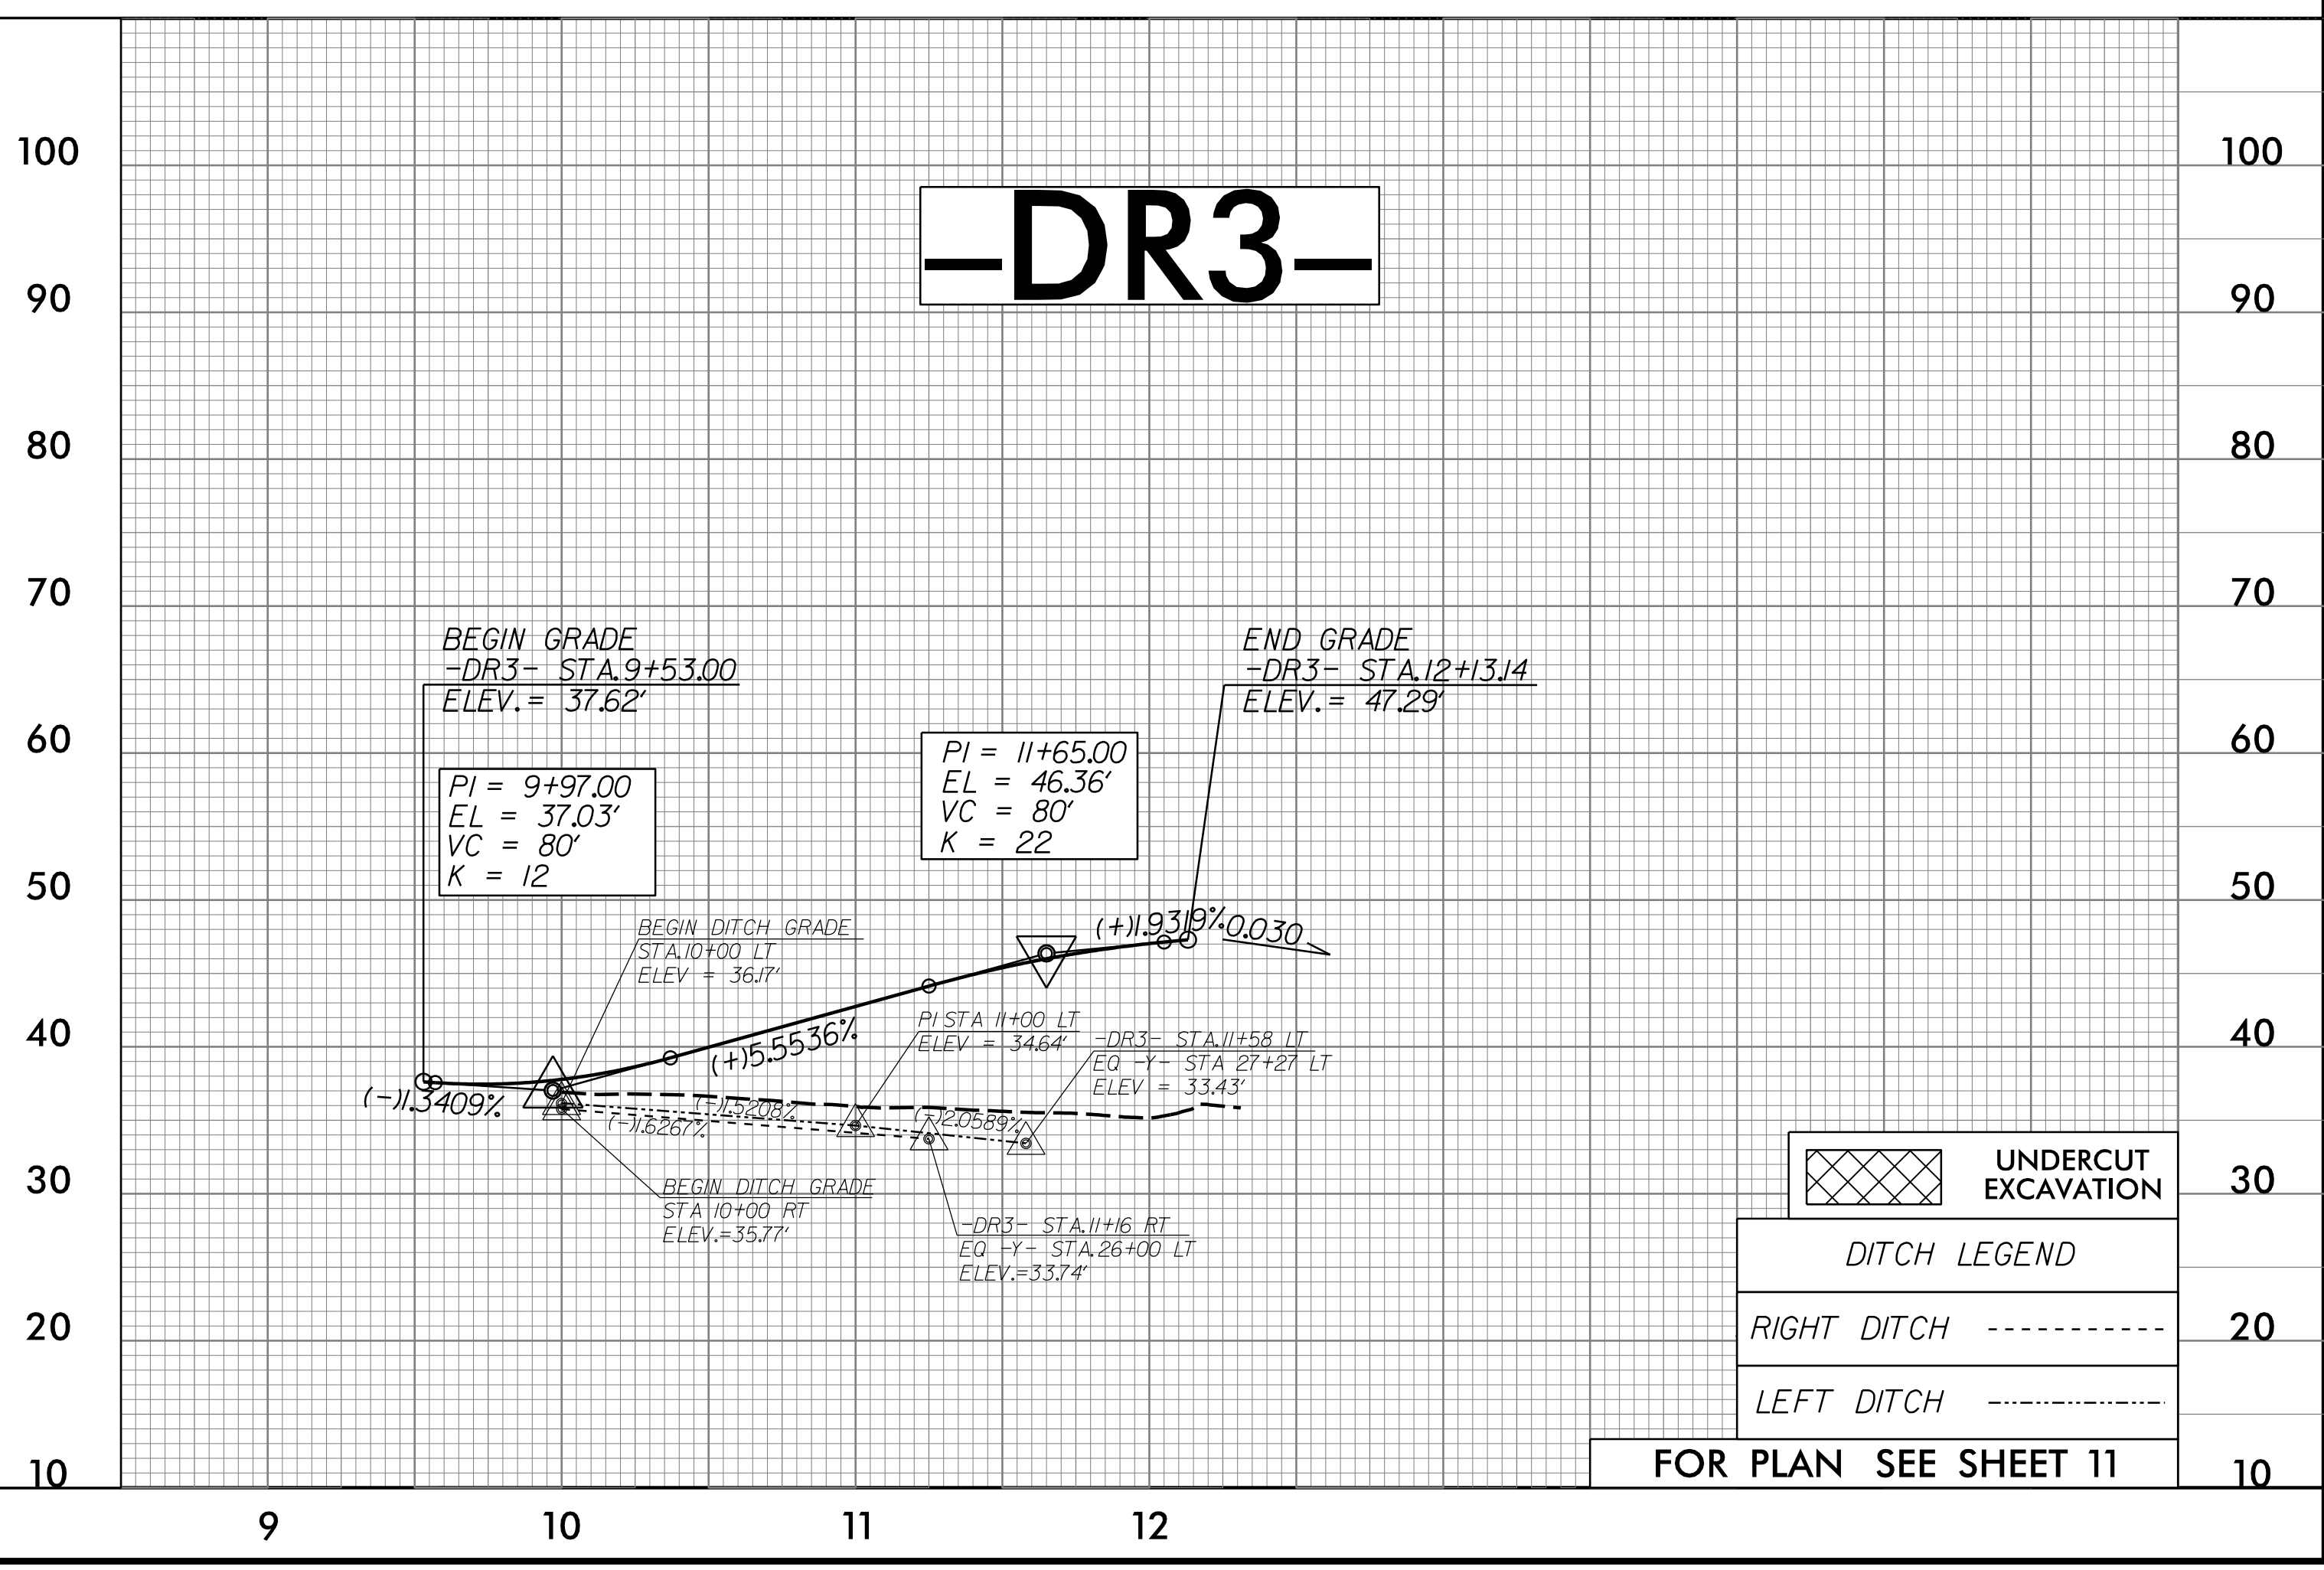 -DR3-
100
90
80
70
60
50
40
30
20
10
100
90
80
70
60
50
40
30
20
10
BEGIN GRADE
-DR3- STA.9+53.00
ELEV.= 37.62'
END GRADE
-DR3- STA.12+13.14
ELEV.= 47.29'
PI = 9+97.00
EL = 37.03'
VC = 80'
K = 12
PI = 11+65.00
EL = 46.36'
VC = 80'
K = 22
BEGIN DITCH GRADE
STA.10+00 LT
ELEV = 36.17'
(+)1.9319%
0.030
(+)5.5536%
(-)1.3409%
PI STA 11+00 LT
ELEV = 34.64'
-DR3- STA.11+58 LT
EQ -Y- STA 27+27 LT
ELEV = 33.43'
(-)1.5208%
(-)1.6267%
(-)2.0589%
BEGIN DITCH GRADE
STA 10+00 RT
ELEV.=35.77'
-DR3- STA.11+16 RT
EQ -Y- STA.26+00 LT
ELEV.=33.74'
UNDERCUT
EXCAVATION
DITCH LEGEND
RIGHT DITCH
LEFT DITCH
FOR PLAN SEE SHEET 11
9 10 11 12